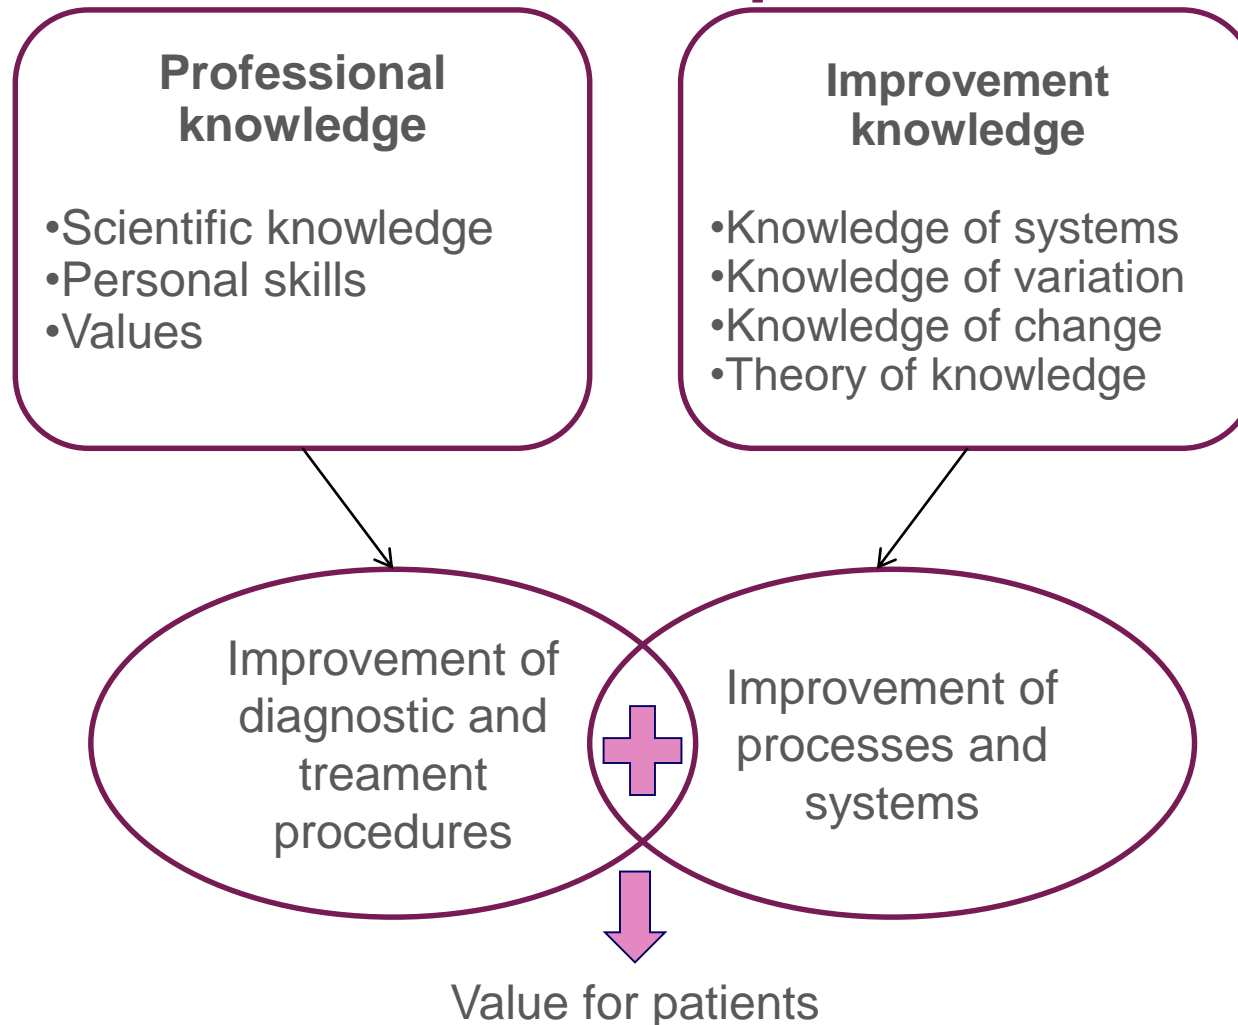 Professional
knowledge
•Scientific knowledge
•Personal skills
•Values
Improvement
knowledge
•Knowledge of systems
•Knowledge of variation
•Knowledge of change
•Theory of knowledge
Improvement of
diagnostic and
treament
procedures
Improvement of
processes and
systems
Value for patients